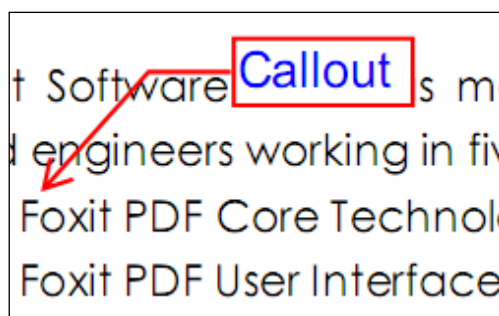 t Software Callout s m
d engineers working in fiv
Foxit PDF Core Technol
Foxit PDF User Interface